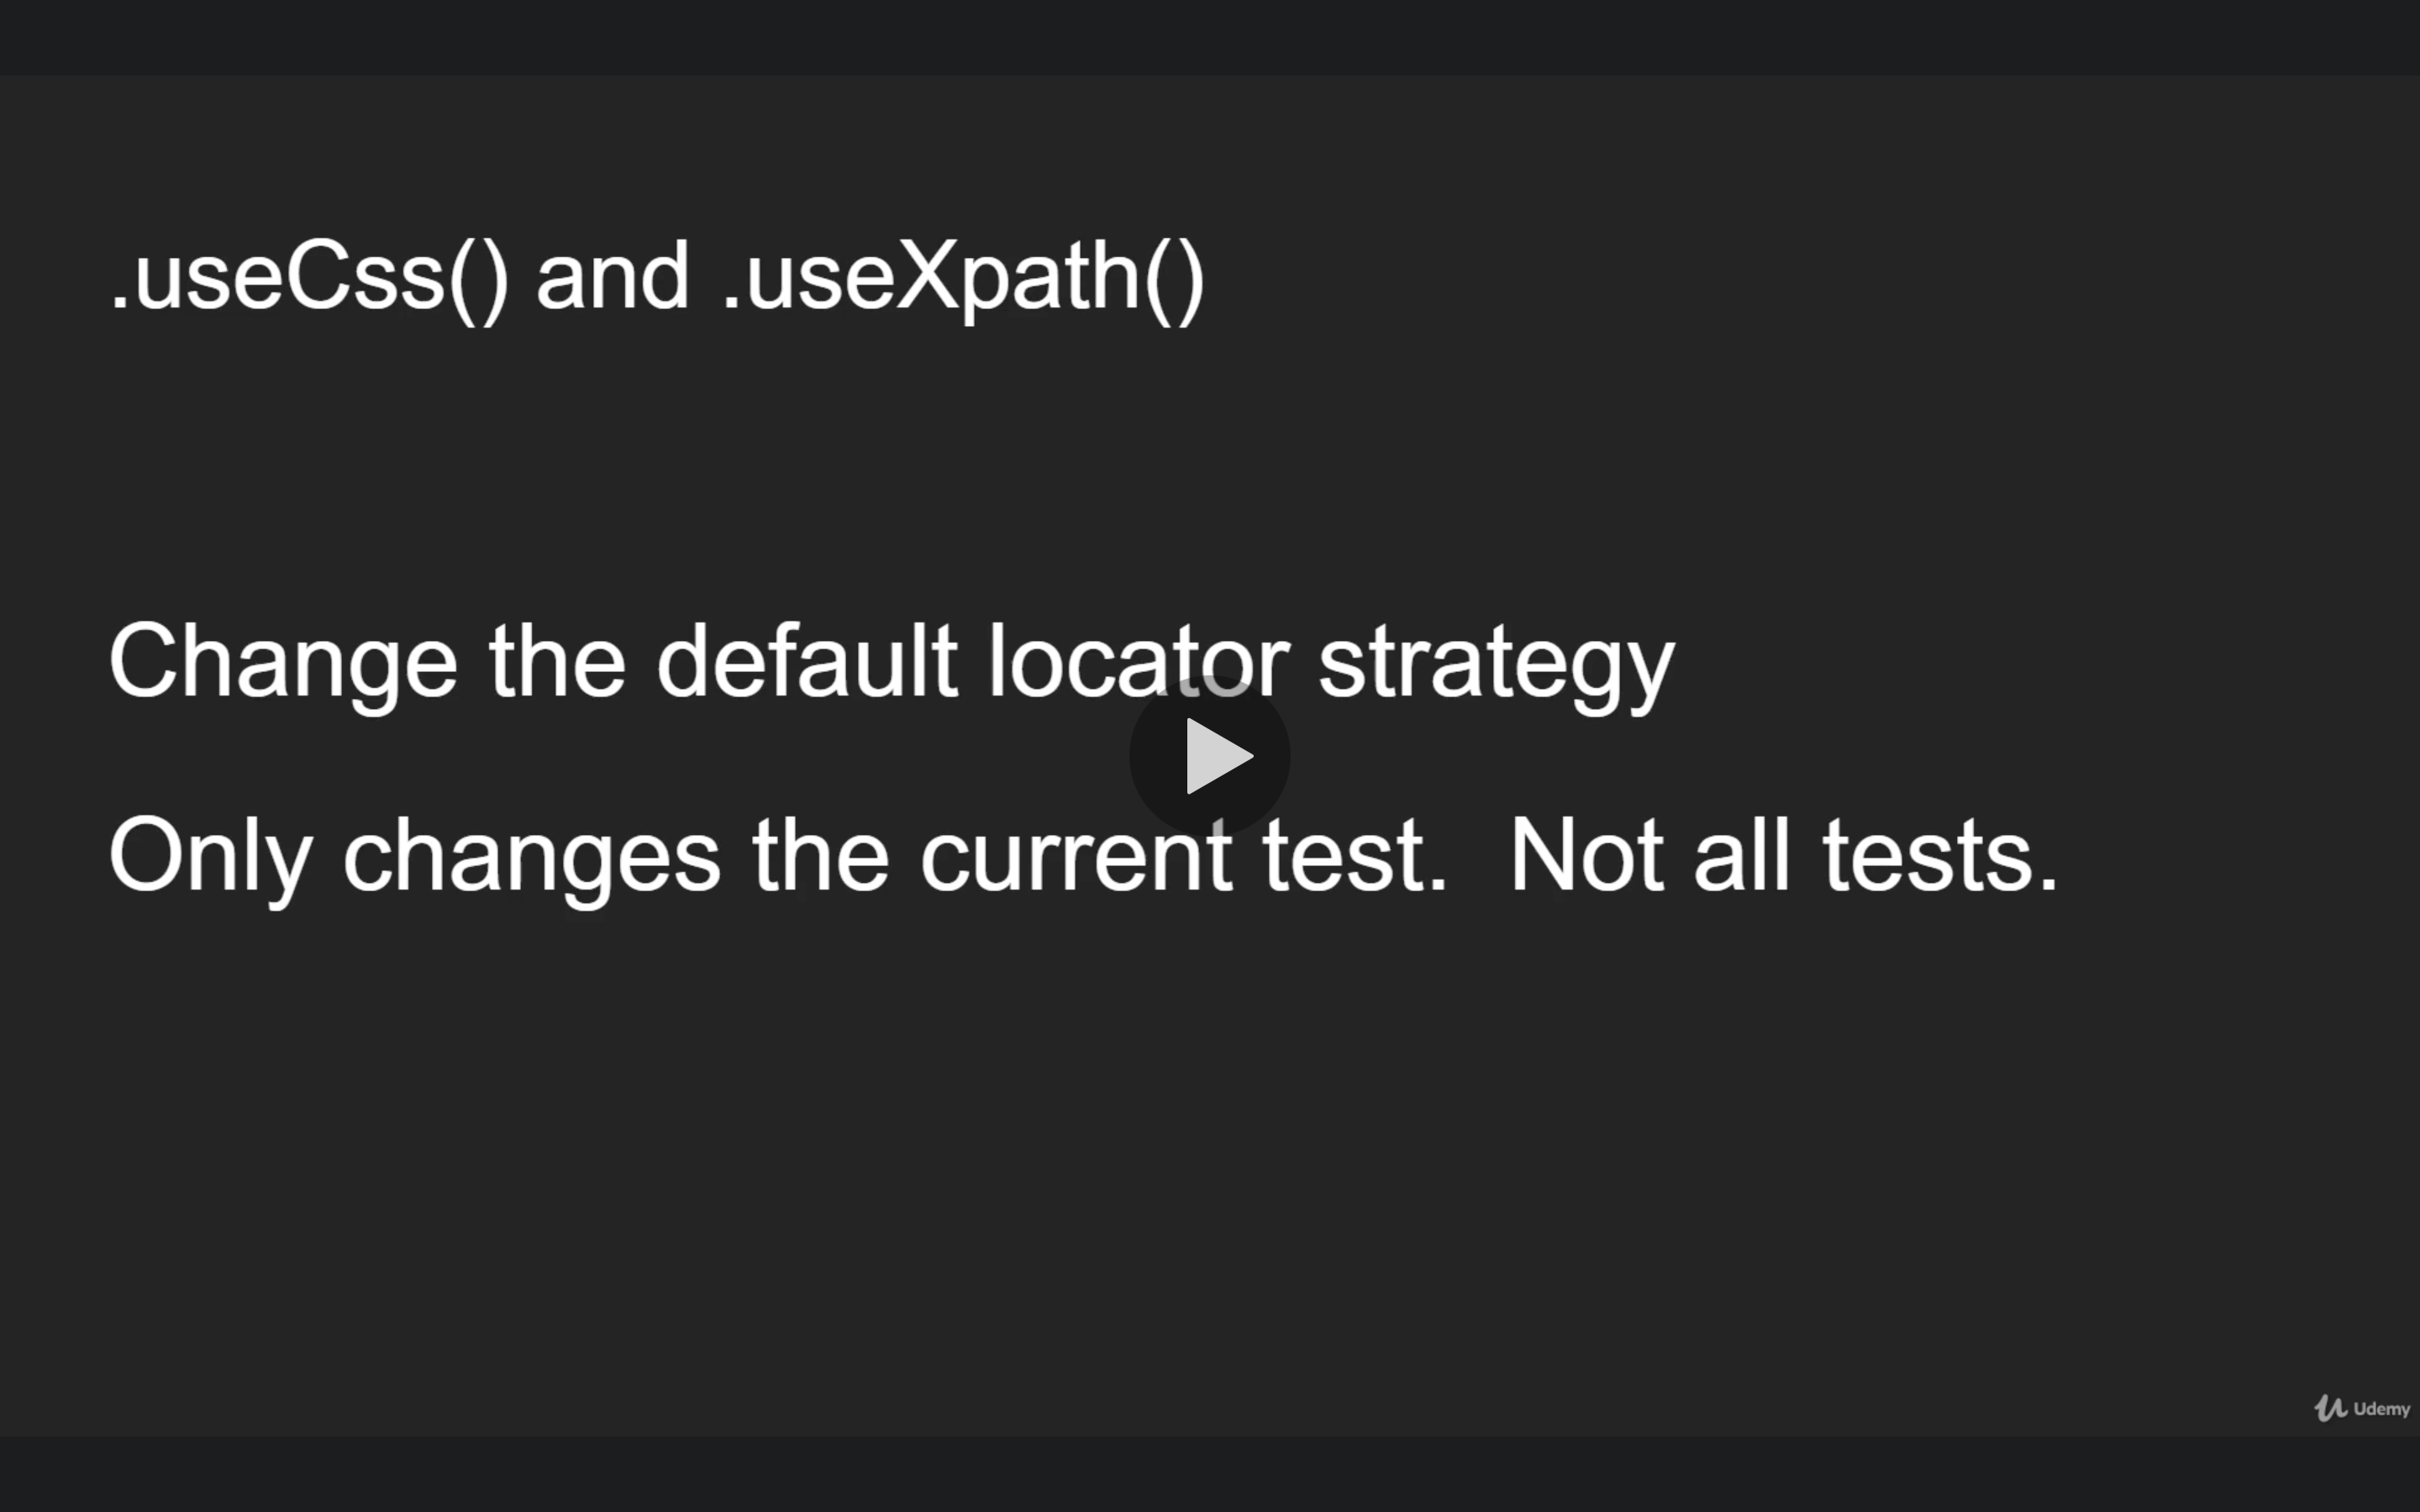 .useCss() and .useXpath()
Change the default locator strategy
Only changes the current test.  Not all tests.
Udemy